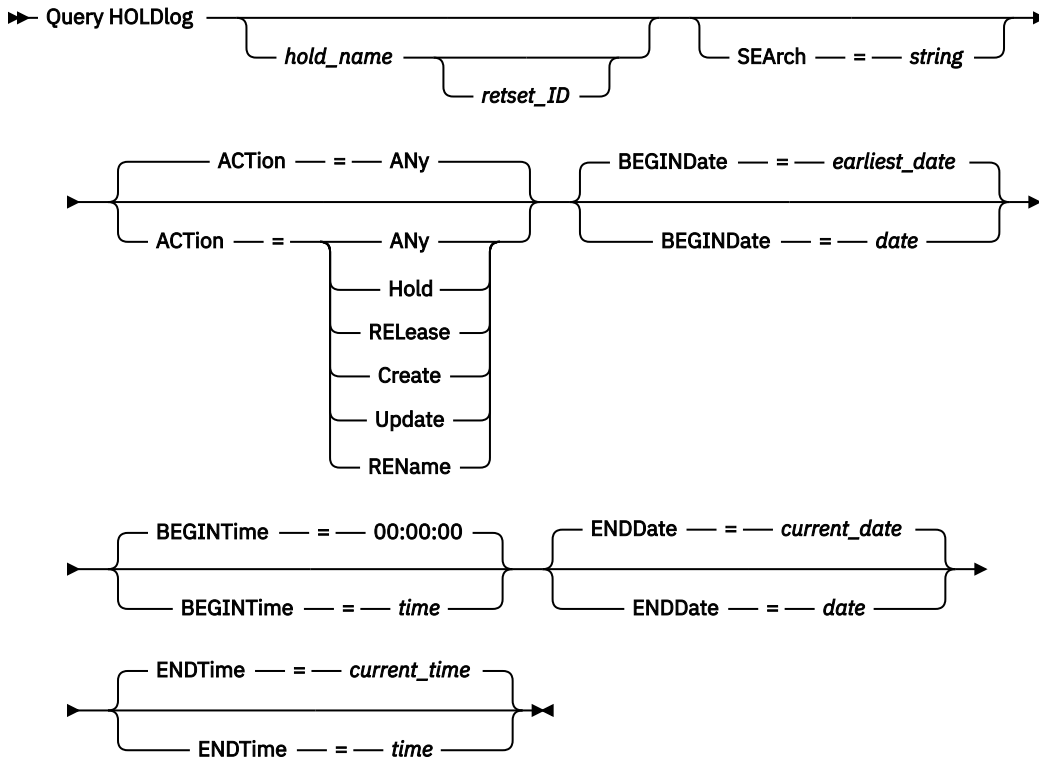 Query HOLDlog
hold_name
retset_ID
SEArch = string
ACTion = ANy
ACTion = ANy
Hold
RELease
Create
Update
REName
BEGINDate = earliest_date
BEGINDate = date
BEGINTime = 00:00:00
BEGINTime = time
ENDDate = current_date
ENDDate = date
ENDTime = current_time
ENDTime = time